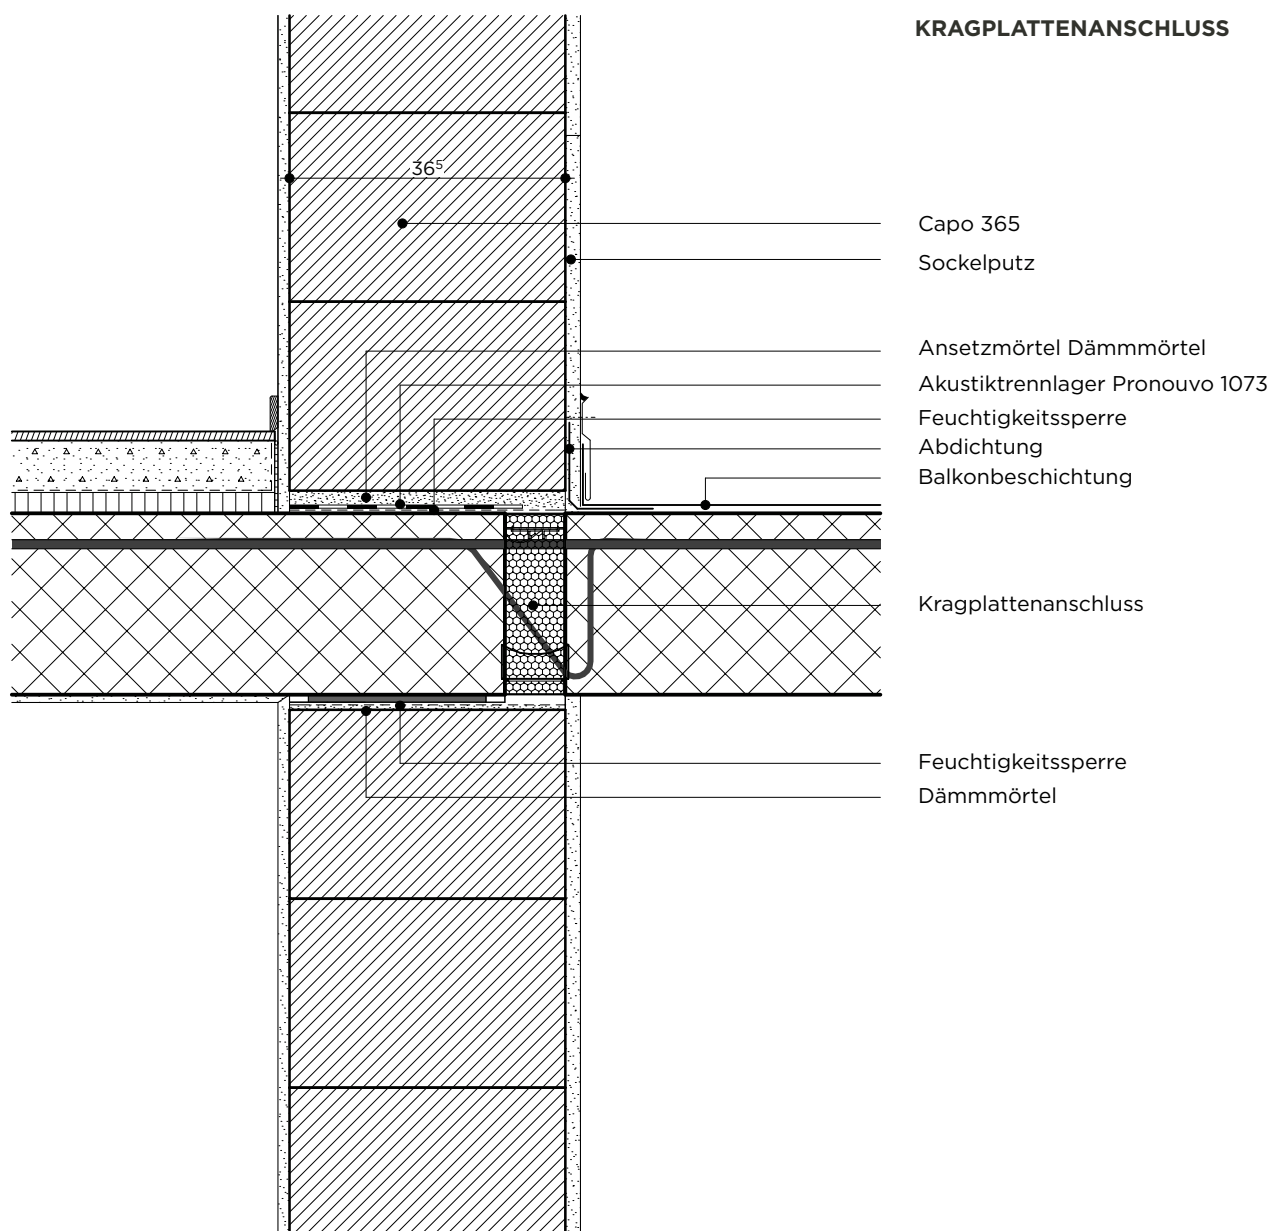 KRAGPLATTENANSCHLUSS
36⁵
Capo 365
Sockelputz
Ansetzmörtel Dämmmörtel
Akustiktrennlager Pronouvo 1073
Feuchtigkeitssperre
Abdichtung
Balkonbeschichtung
Kragplattenanschluss
Feuchtigkeitssperre
Dämmmörtel